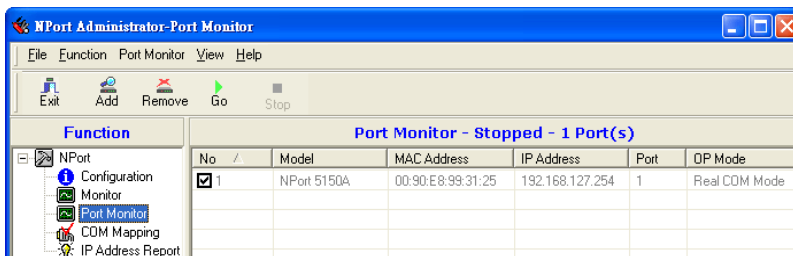 NPort Administrator-Port Monitor
File Function Port Monitor View Help
Exit Add Remove Go Stop
Function
Port Monitor - Stopped - 1 Port(s)
NPort
Configuration
Monitor
Port Monitor
COM Mapping
IP Address Report
No Model MAC Address IP Address Port OP Mode
1 NPort 5150A 00:90:E8:99:31:25 192.168.127.254 1 Real COM Mode